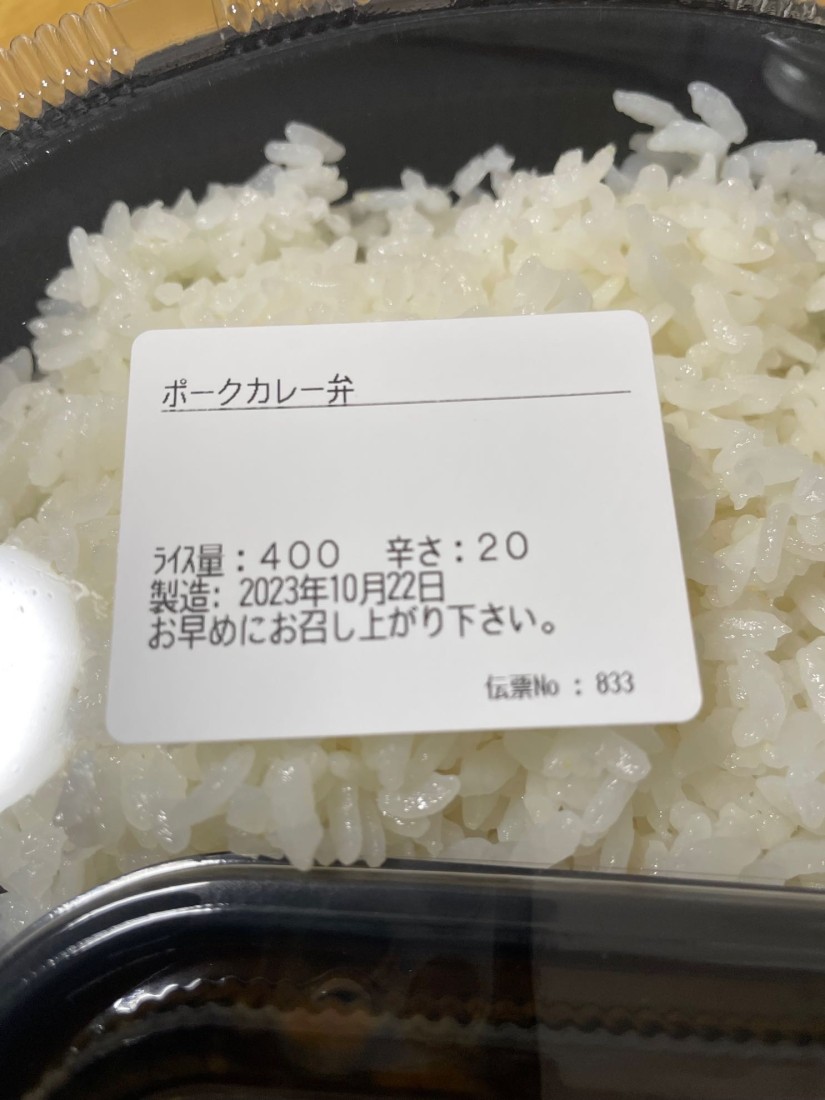 ポークカレー弁
ﾗｲｽ量：４００　辛さ：２０
製造: 2023年10月22日
お早めにお召し上がり下さい。
伝票No : 833